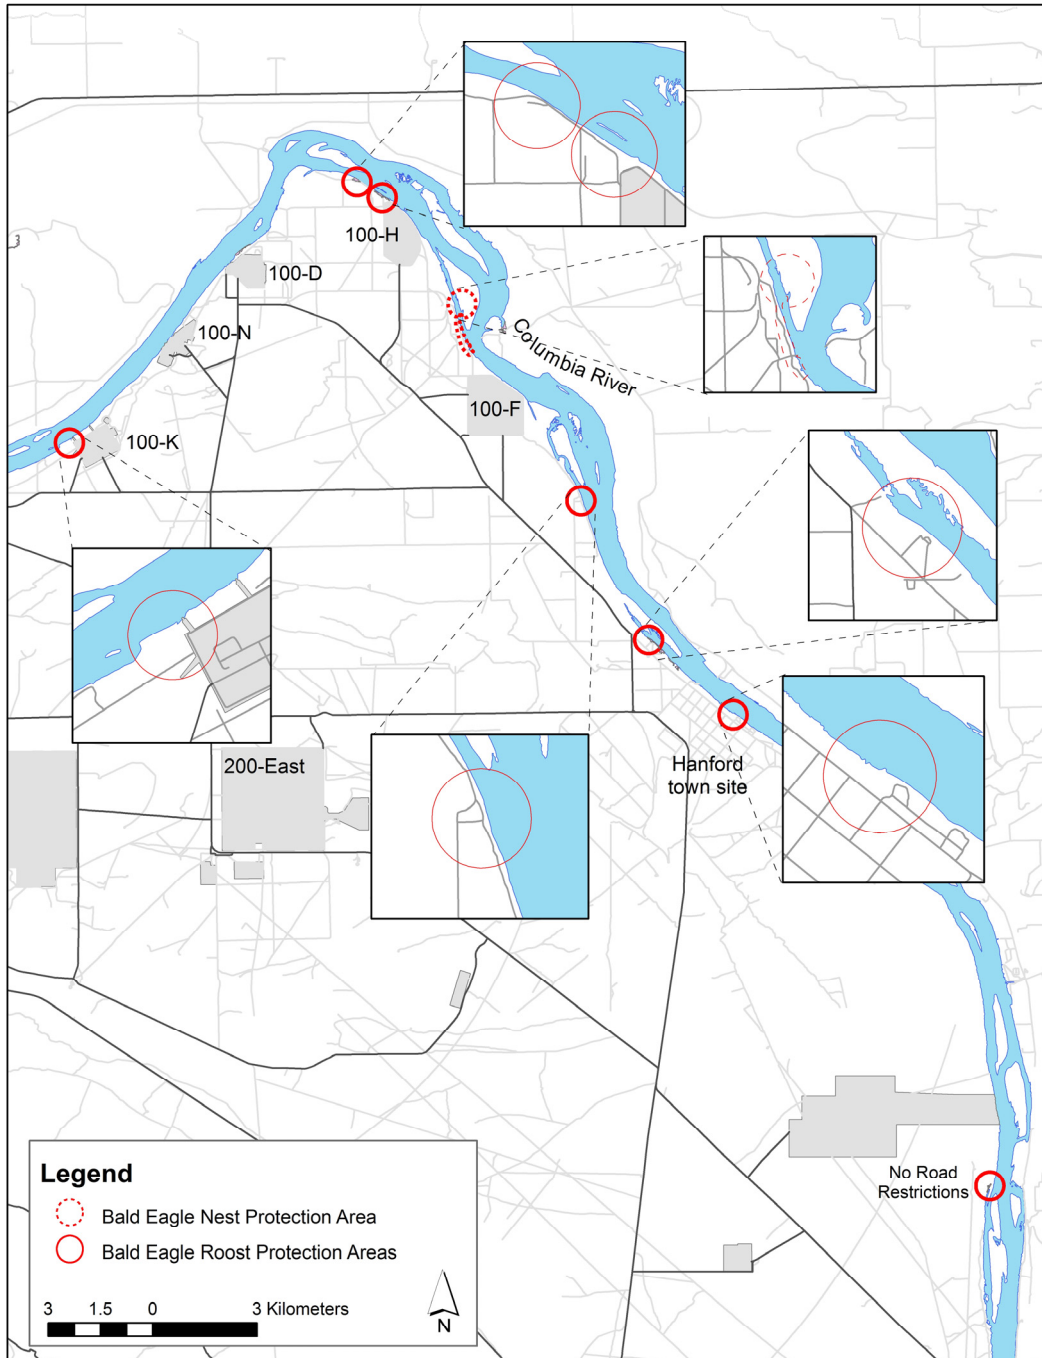 100-H
100-D
100-N
Columbia River
100-F
100-K
Hanford
town site
200-East
No Road
Restrictions
Legend
Bald Eagle Nest Protection Area
Bald Eagle Roost Protection Areas
3 1.5 0 3 Kilometers
N